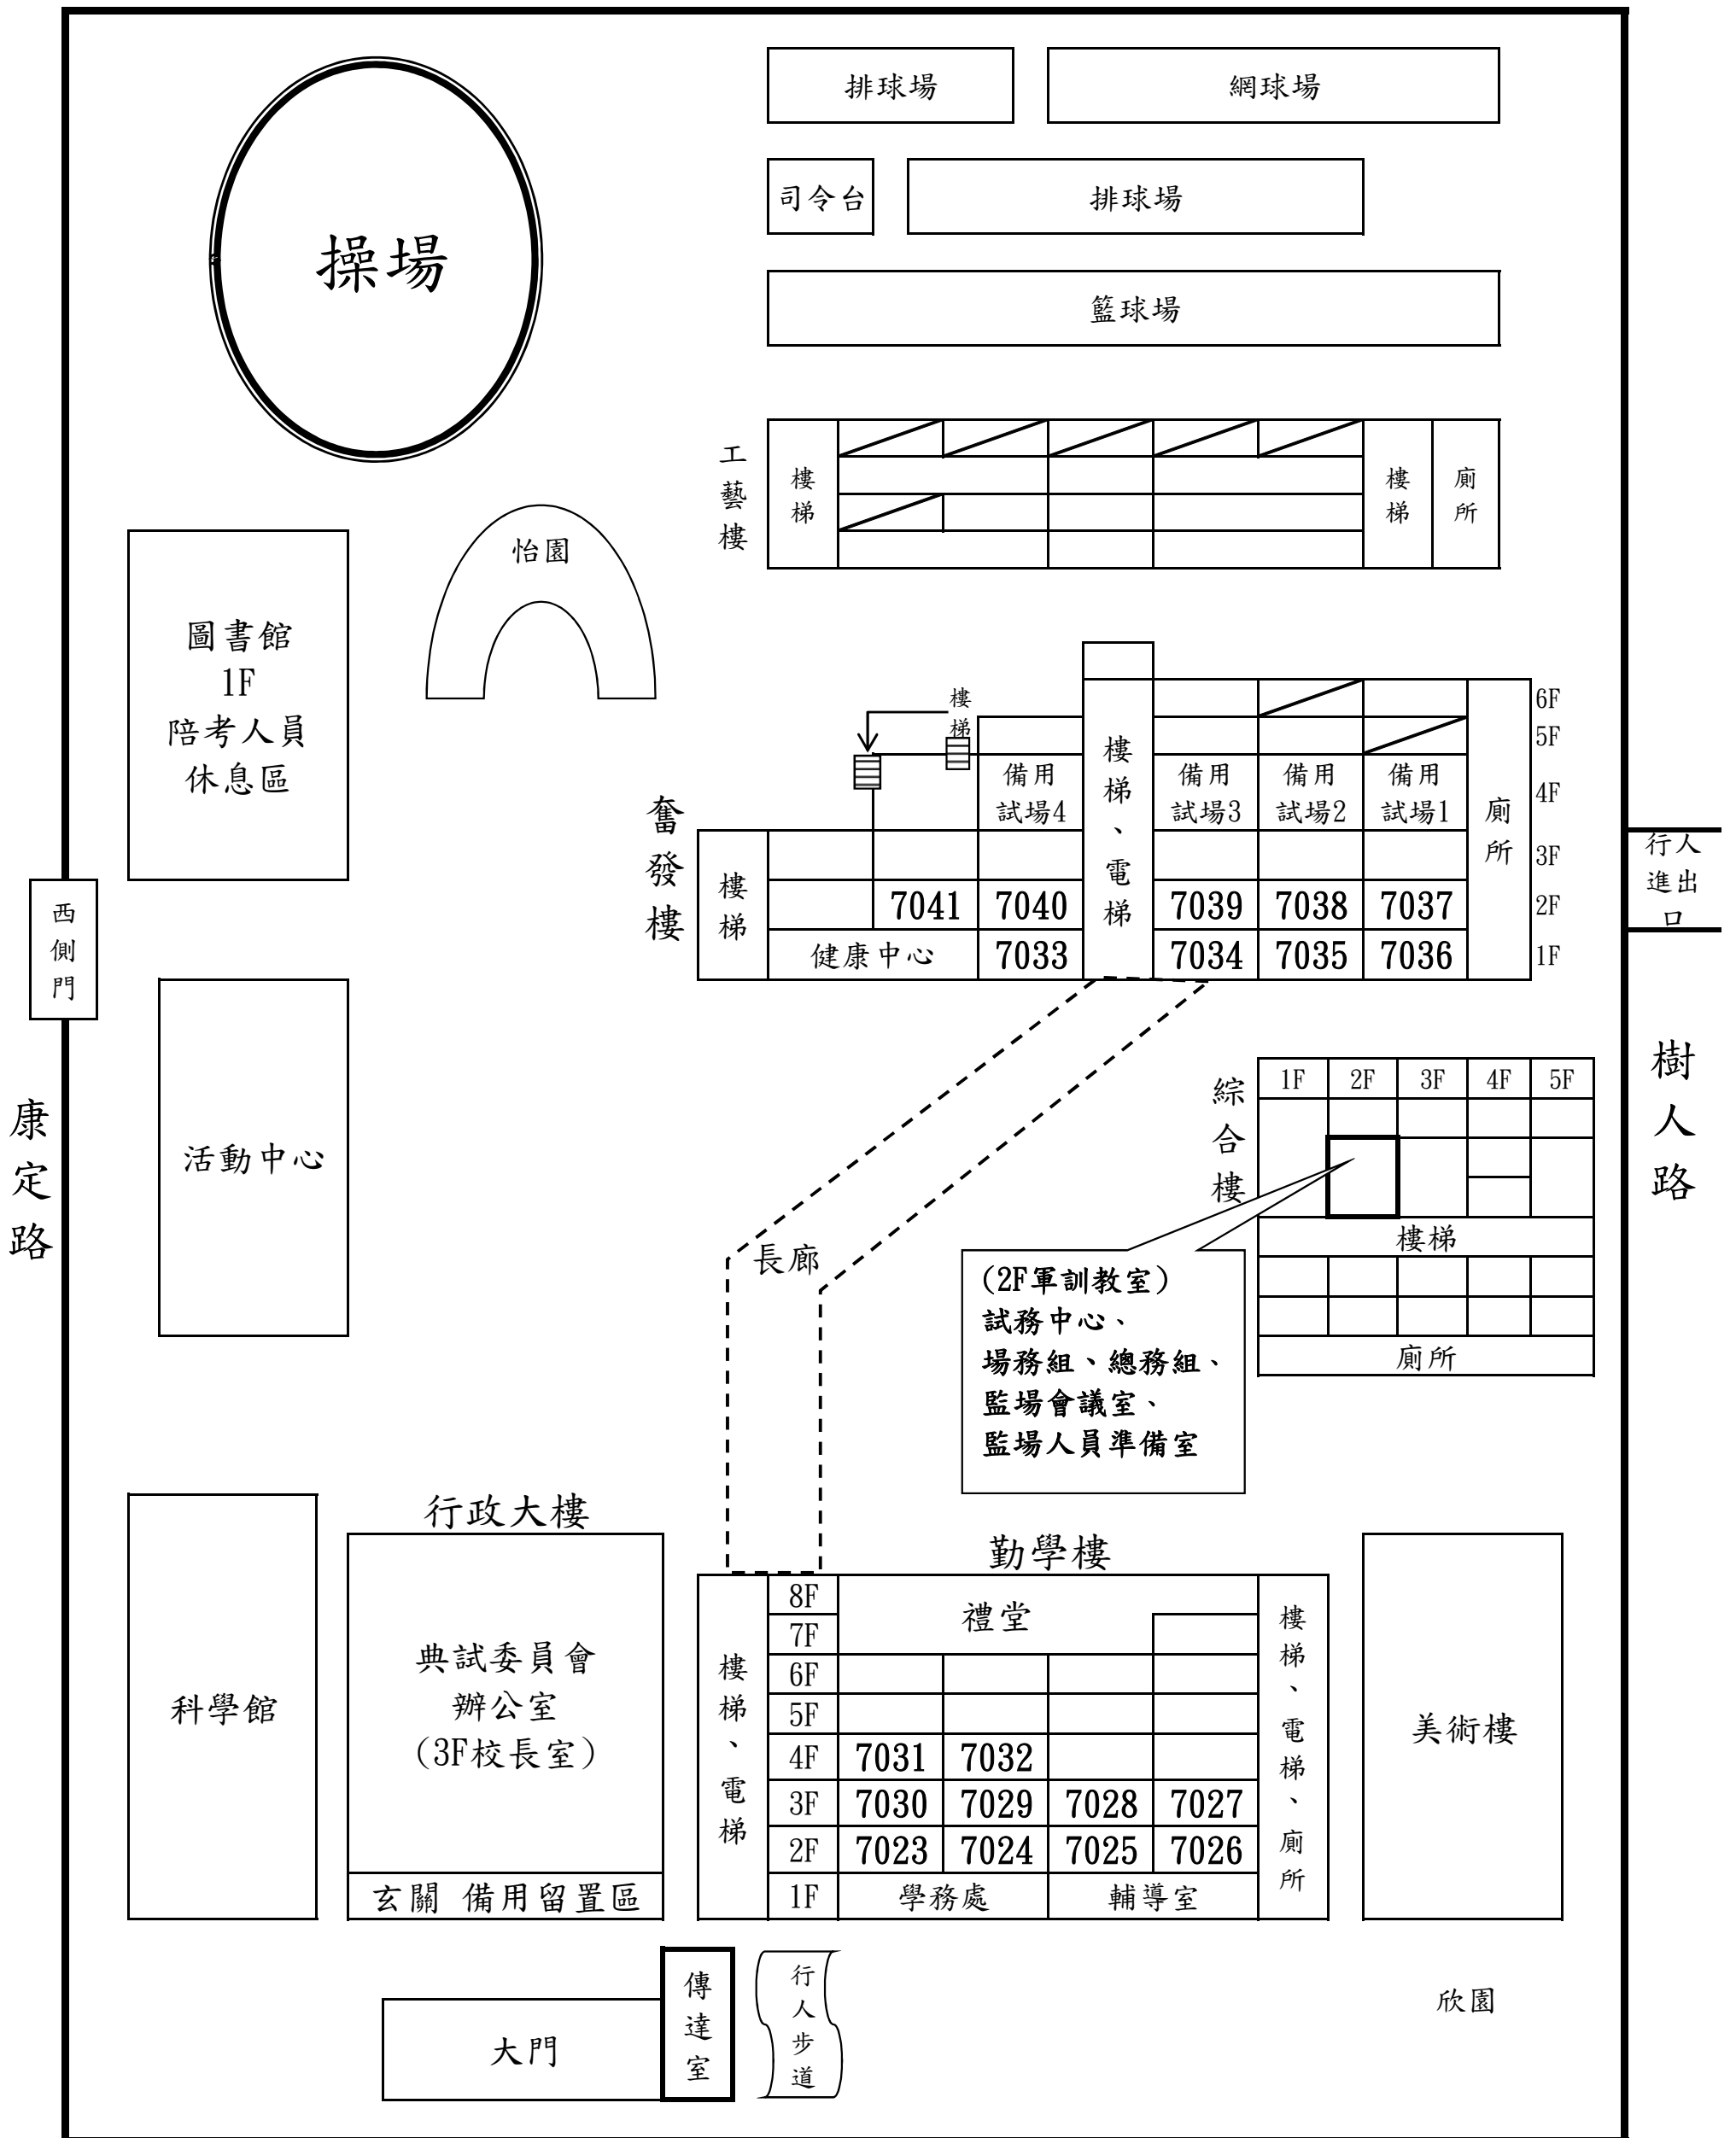 排球場
網球場
司令台
排球場
操場
籃球場
工藝樓
樓梯
樓梯
廁所
怡園
圖書館
1F
陪考人員
休息區
樓梯
奮發樓
樓梯
樓梯、電梯
廁所
6F
5F
備用試場4
備用試場3
備用試場2
備用試場1
4F
3F
7041
7040
7039
7038
7037
2F
健康中心
7033
7034
7035
7036
1F
行人
進出
口
西側門
康定路
樹人路
活動中心
綜合樓
1F
2F
3F
4F
5F
樓梯
廁所
長廊
(2F軍訓教室)
試務中心、
場務組、總務組、
監場會議室、
監場人員準備室
科學館
行政大樓
典試委員會
辦公室
(3F校長室)
玄關 備用留置區
勤學樓
樓梯、電梯
8F
禮堂
7F
6F
5F
4F
7031
7032
3F
7030
7029
7028
7027
2F
7023
7024
7025
7026
1F
學務處
輔導室
樓梯、電梯、廁所
美術樓
大門
傳達室
行人步道
欣園